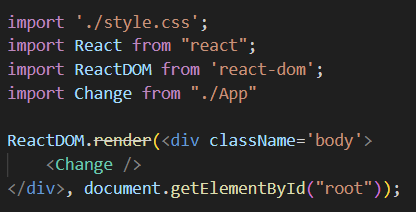 import './style.css';
import React from "react";
import ReactDOM from 'react-dom';
import Change from "./App"
ReactDOM.render(<div className='body'>
<Change />
</div>, document.getElementById("root"));